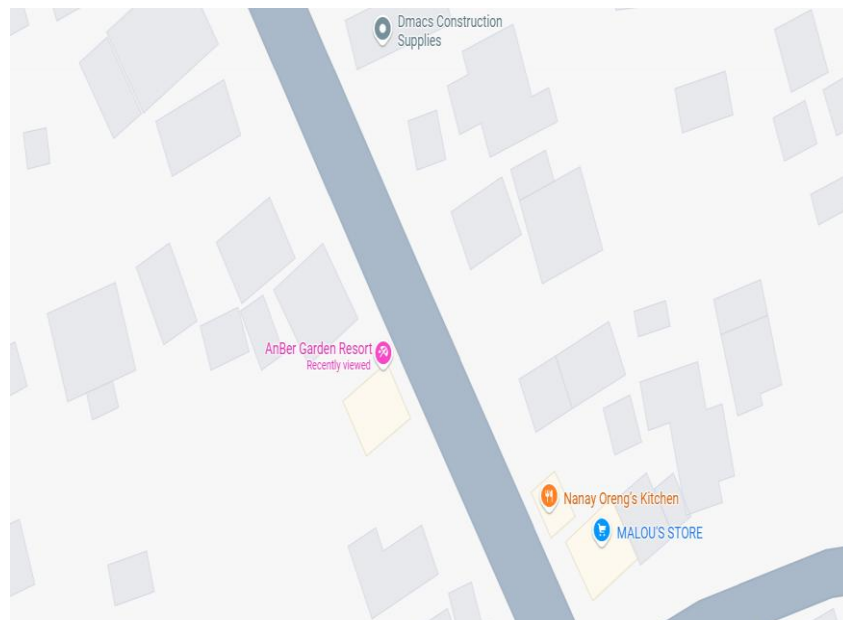 Dmacs Construction
Supplies
AnBer Garden Resort
Recently viewed
Nanay Oreng's Kitchen
MALOU'S STORE